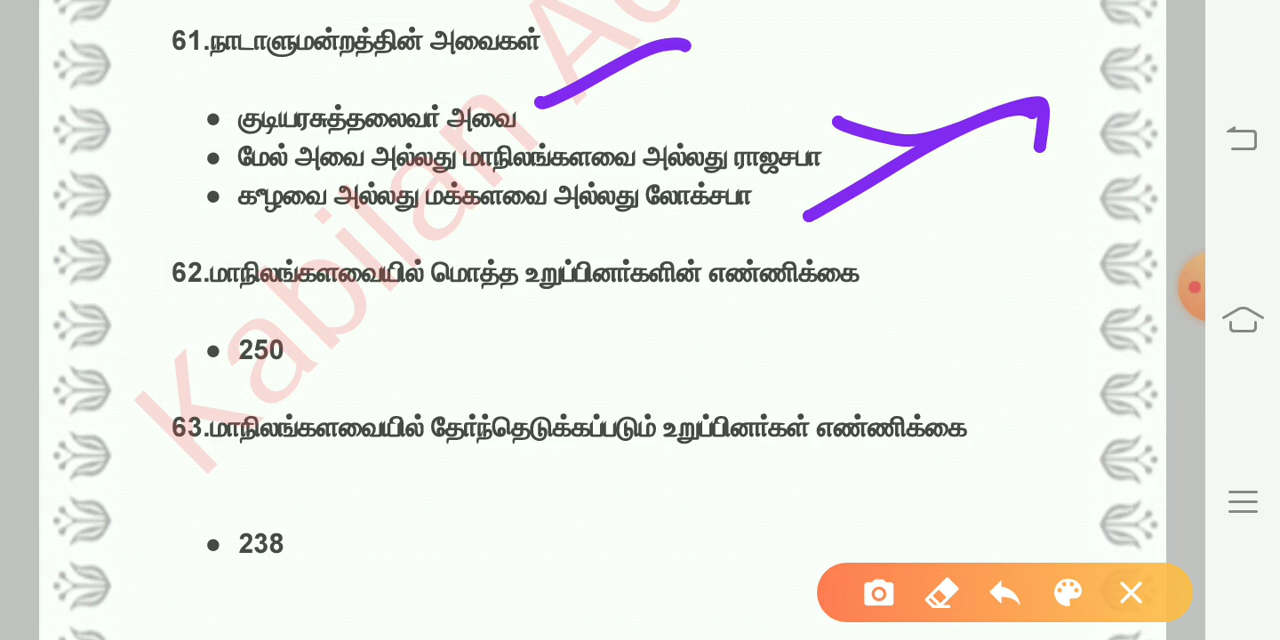 61.நாடாளுமன்றத்தின் அவைகள்
● குடியரசுத்தலைவர் அவை
● மேல் அவை அல்லது மாநிலங்களவை அல்லது ராஜசபா
● கீழவை அல்லது மக்களவை அல்லது லோக்சபா
62.மாநிலங்களவையில் மொத்த உறுப்பினர்களின் எண்ணிக்கை
● 250
63.மாநிலங்களவையில் தேர்ந்தெடுக்கப்படும் உறுப்பினர்கள் எண்ணிக்கை
● 238
Kabilan